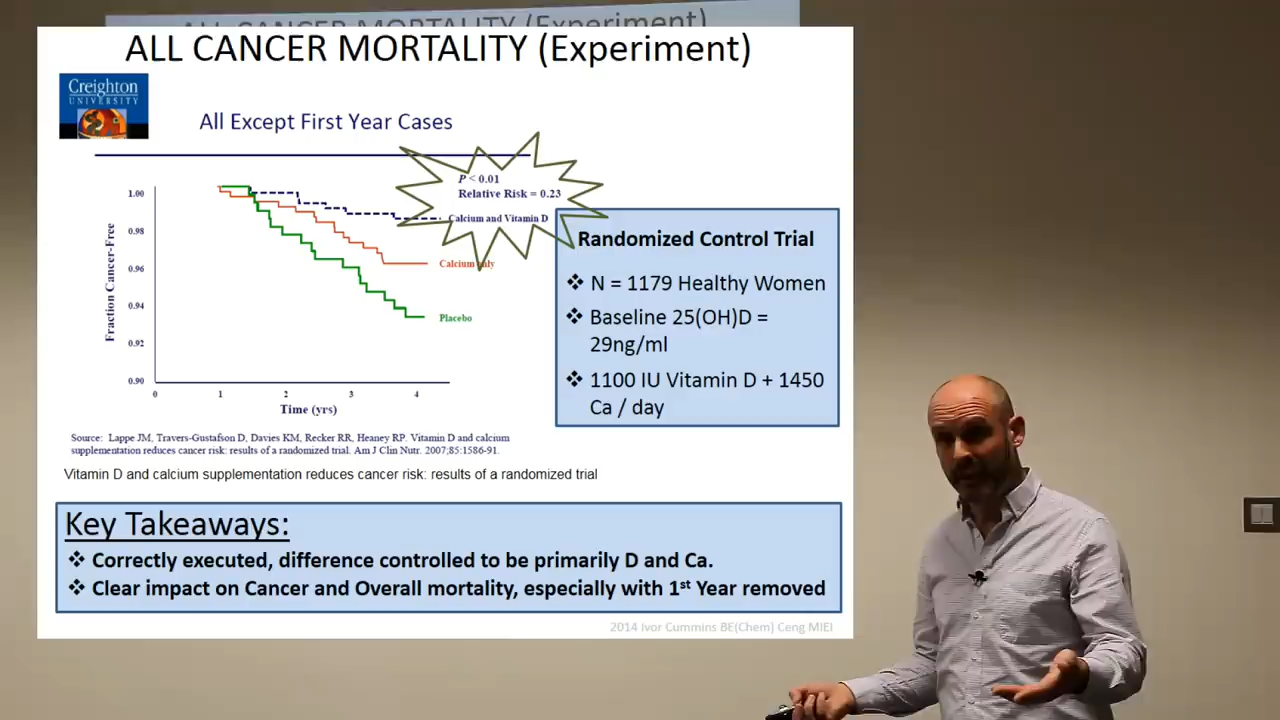 ALL CANCER MORTALITY (Experiment)
ALL CANCER MORTALITY (Experiment)
Creighton
UNIVERSITY
All Except First Year Cases
P < 0.01
Relative Risk = 0.23
Calcium and Vitamin D
Calcium only
Placebo
Fraction Cancer-Free
1.00
0.98
0.96
0.94
0.92
0.90
0
1
2
3
4
Time (yrs)
Randomized Control Trial
❖ N = 1179 Healthy Women
❖ Baseline 25(OH)D =
29ng/ml
❖ 1100 IU Vitamin D + 1450
Ca / day
Source: Lappe JM, Travers-Gustafson D, Davies KM, Recker RR, Heaney RP. Vitamin D and calcium
supplementation reduces cancer risk: results of a randomized trial. Am J Clin Nutr. 2007;85:1586-91.
Vitamin D and calcium supplementation reduces cancer risk: results of a randomized trial
Key Takeaways:
❖ Correctly executed, difference controlled to be primarily D and Ca.
❖ Clear impact on Cancer and Overall mortality, especially with 1st Year removed
2014 Ivor Cummins BE(Chem) Ceng MIEI